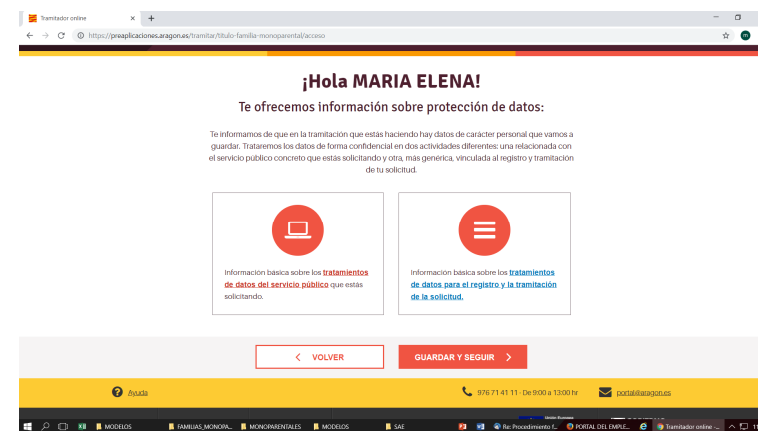 Tramitador online
https://preaplicaciones.aragon.es/tramitar/titulo-familia-monoparental/acceso
¡Hola MARIA ELENA!
Te ofrecemos información sobre protección de datos:
Te informamos de que en la tramitación que estás haciendo hay datos de carácter personal que vamos a
guardar. Trataremos los datos de forma confidencial en dos actividades diferentes: una relacionada con
el servicio público concreto que estás solicitando y otra, más genérica, vinculada al registro y tramitación
de tu solicitud.
Información básica sobre los tratamientos
de datos del servicio público que estás
solicitando.
Información básica sobre los tratamientos
de datos para el registro y la tramitación
de la solicitud.
VOLVER
GUARDAR Y SEGUIR
Ayuda
976 71 41 11 - De 9:00 a 13:00 hr
portal@aragon.es
MODELOS
FAMILIAS_MONOPA...
MONOPARENTALES
MODELOS
SAE
Re: Procedimiento f...
PORTAL DEL EMPLE...
Tramitador online -...